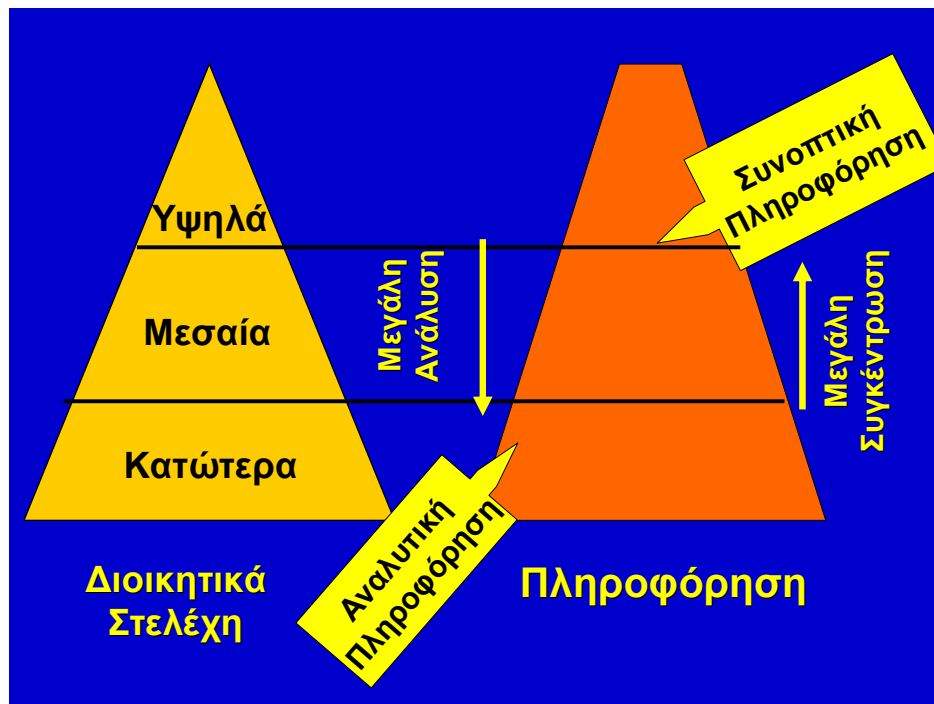 Υψηλά
Μεσαία
Κατώτερα
Διοικητικά
Στελέχη
Μεγάλη
Ανάλυση
Αναλυτική
Πληροφόρηση
Συνοπτική
Πληροφόρηση
Μεγάλη
Συγκέντρωση
Πληροφόρηση